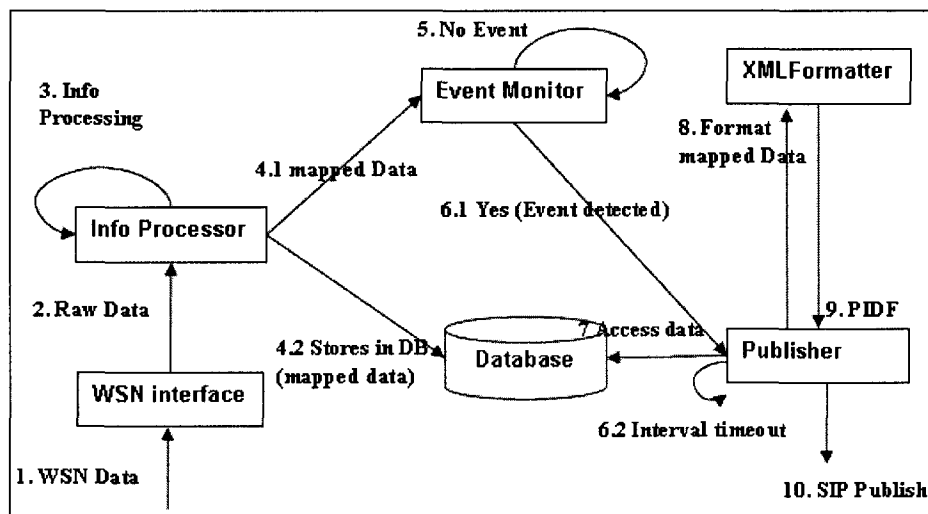 5. No Event
XMLFormatter
Event Monitor
3. Info
Processing
8. Format
mapped Data
4.1 mapped Data
6.1 Yes (Event detected)
Info Processor
2. Raw Data
9. PIDF
7 Access data
4.2 Stores in DB
(mapped data)
Database
Publisher
WSN interface
6.2 Interval timeout
1. WSN Data
10. SIP Publish